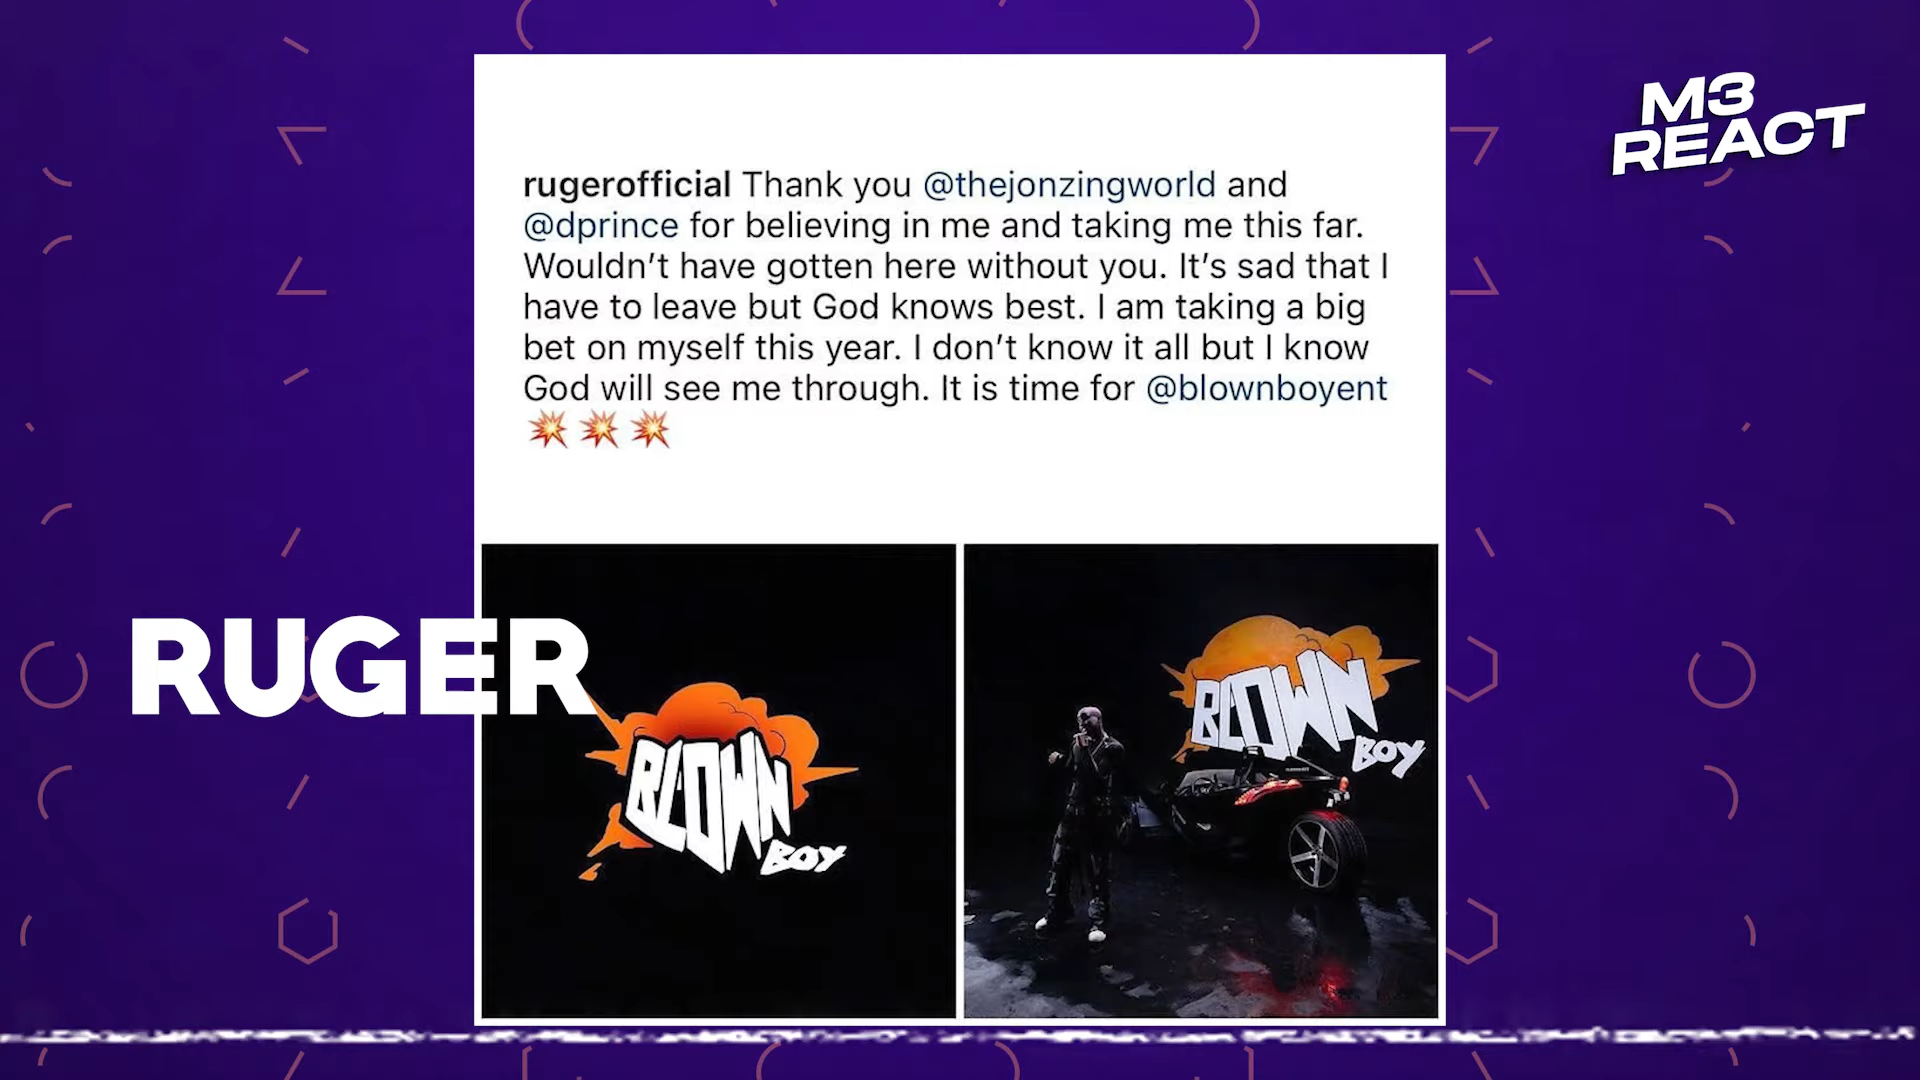 M3
REACT
rugerofficial Thank you @thejonzingworld and
@dprince for believing in me and taking me this far.
Wouldn’t have gotten here without you. It’s sad that I
have to leave but God knows best. I am taking a big
bet on myself this year. I don’t know it all but I know
God will see me through. It is time for @blownboyent
💥 💥 💥
RUGER
BLOWN
BOY
BLOWN
BOY